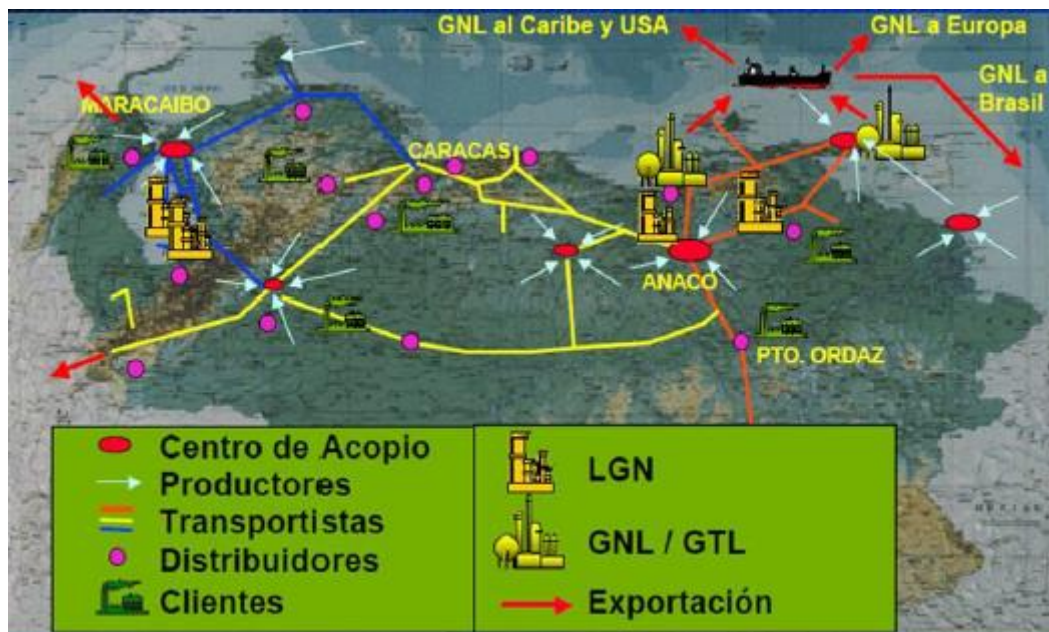 GNL al Caribe y USA
GNL a Europa
GNL a
Brasil
MARACAIBO
CARACAS
ANACO
PTO. ORDAZ
Centro de Acopio
Productores
Transportistas
Distribuidores
Clientes
LGN
GNL / GTL
Exportación